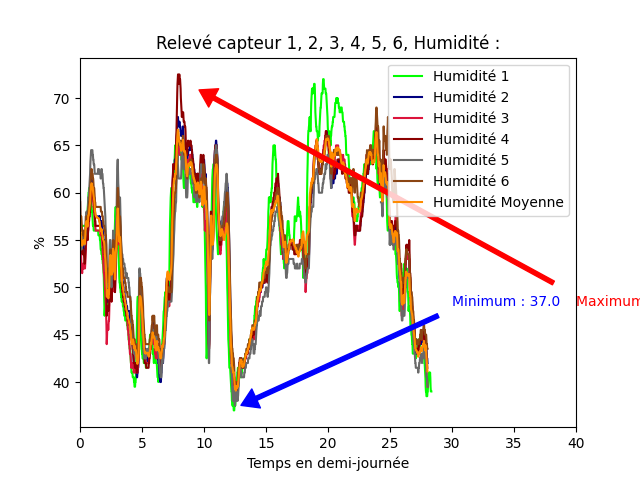 Relevé capteur 1, 2, 3, 4, 5, 6, Humidité :
%
70
65
60
55
50
45
40
Humidité 1
Humidité 2
Humidité 3
Humidité 4
Humidité 5
Humidité 6
Humidité Moyenne
Minimum : 37.0 Maximum
0 5 10 15 20 25 30 35 40
Temps en demi-journée